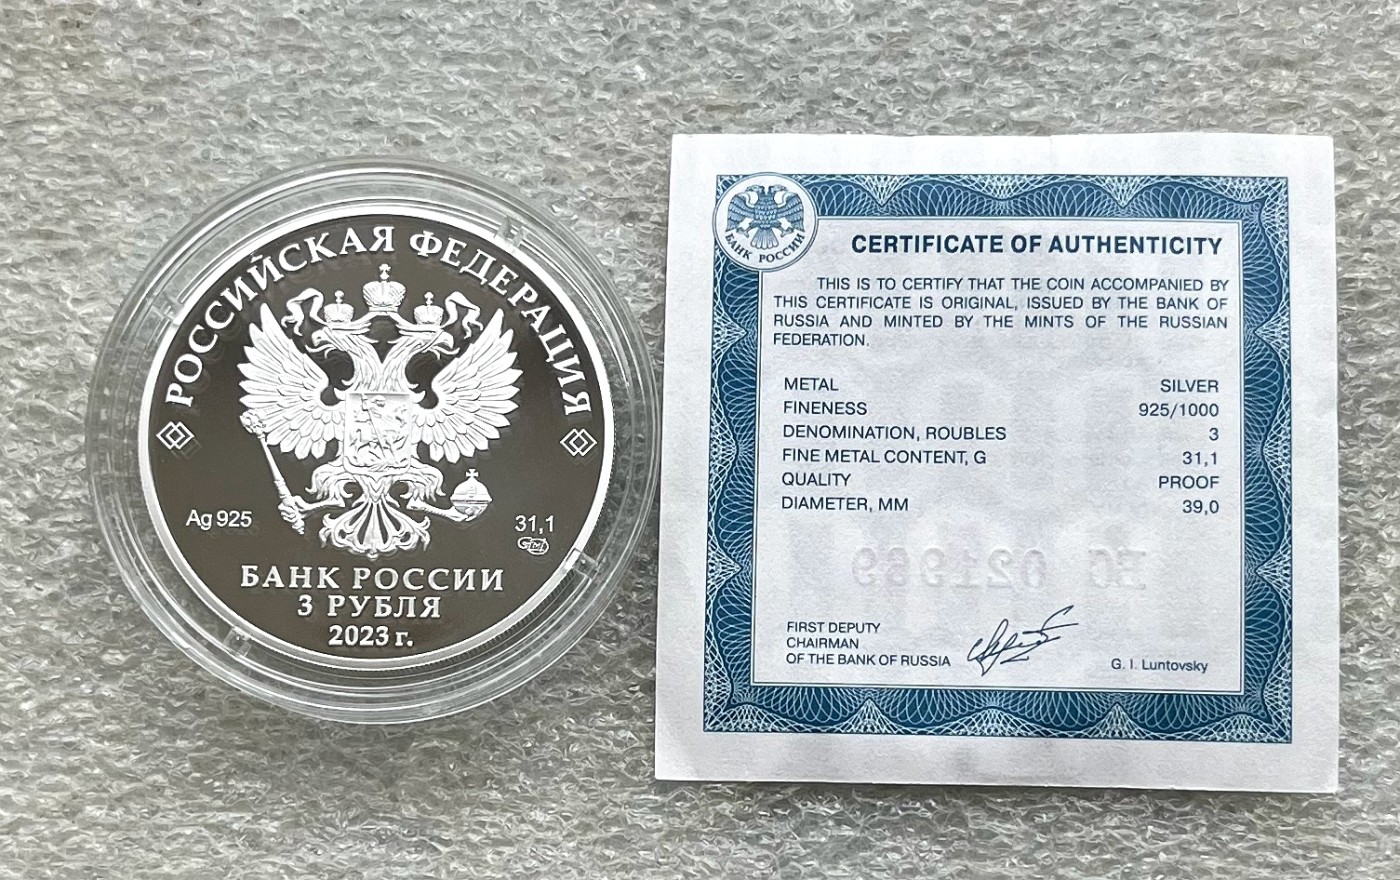 РОССИЙСКАЯ ФЕДЕРАЦИЯ
Ag 925
31,1
БАНК РОССИИ
3 РУБЛЯ
2023 г.
БАНК РОССИИ
CERTIFICATE OF AUTHENTICITY
THIS IS TO CERTIFY THAT THE COIN ACCOMPANIED BY
THIS CERTIFICATE IS ORIGINAL, ISSUED BY THE BANK OF
RUSSIA AND MINTED BY THE MINTS OF THE RUSSIAN
FEDERATION.
METAL SILVER
FINENESS 925/1000
DENOMINATION, ROUBLES 3
FINE METAL CONTENT, G 31,1
QUALITY PROOF
DIAMETER, MM 39,0
FIRST DEPUTY
CHAIRMAN
OF THE BANK OF RUSSIA
G. I. Luntovsky